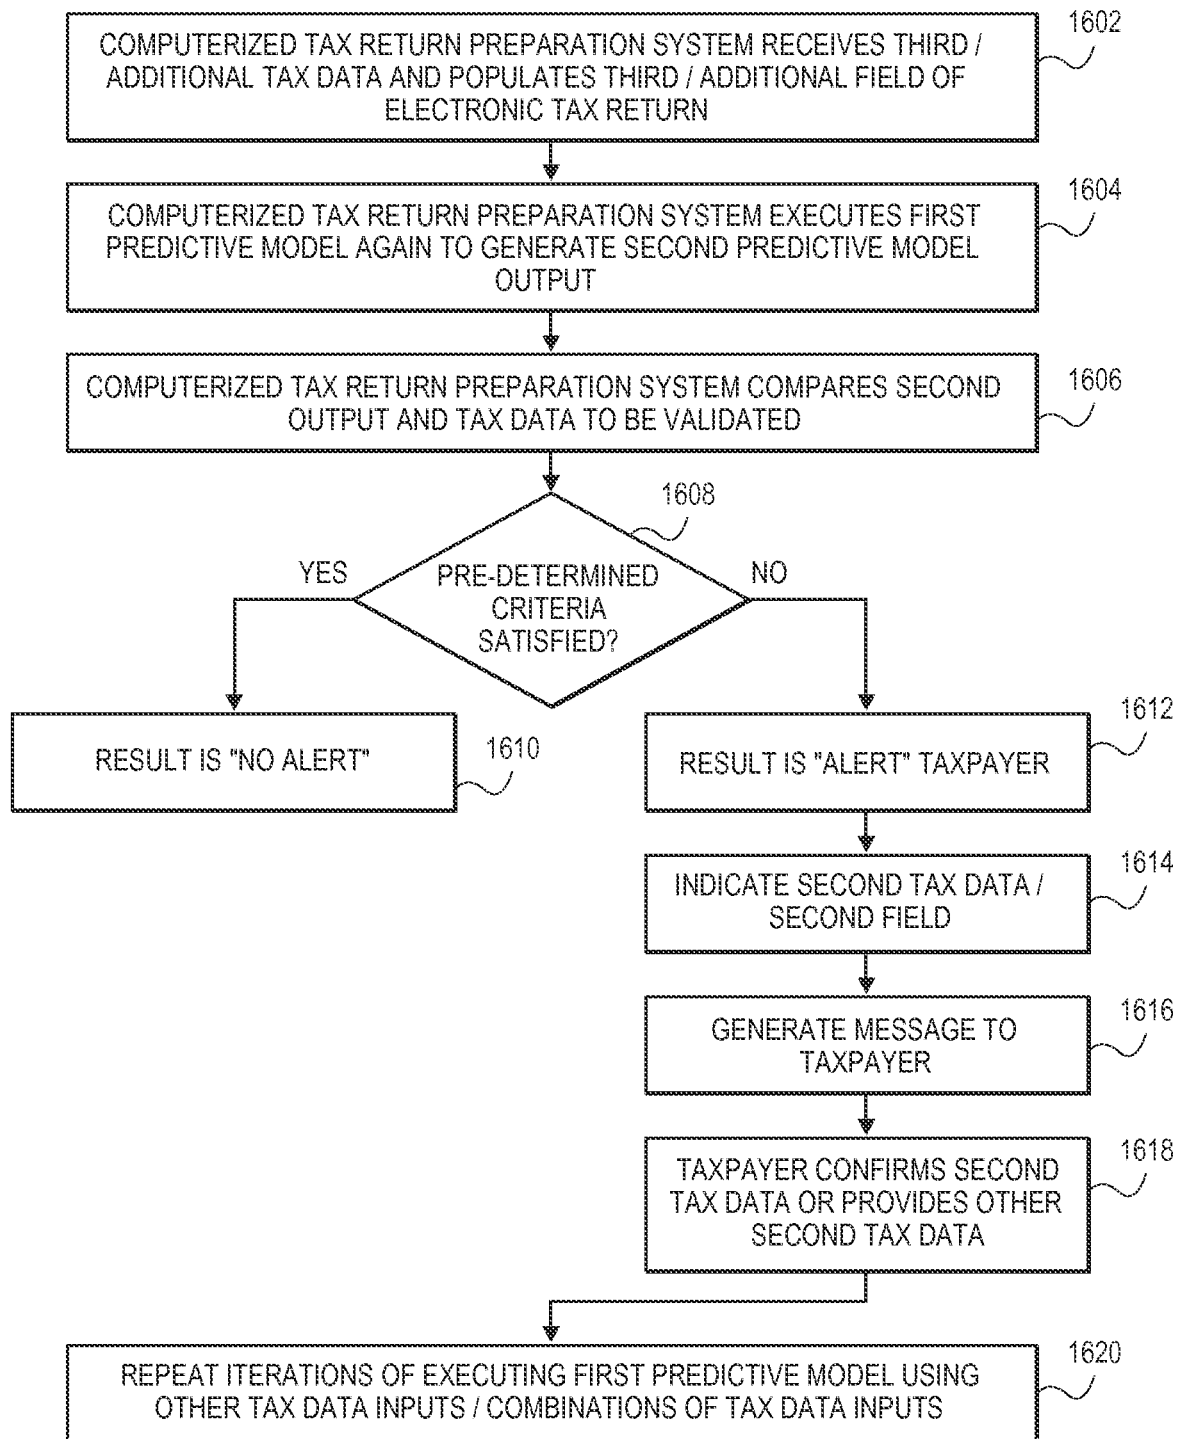 1602
COMPUTERIZED TAX RETURN PREPARATION SYSTEM RECEIVES THIRD /
ADDITIONAL TAX DATA AND POPULATES THIRD / ADDITIONAL FIELD OF
ELECTRONIC TAX RETURN
1604
COMPUTERIZED TAX RETURN PREPARATION SYSTEM EXECUTES FIRST
PREDICTIVE MODEL AGAIN TO GENERATE SECOND PREDICTIVE MODEL
OUTPUT
1606
COMPUTERIZED TAX RETURN PREPARATION SYSTEM COMPARES SECOND
OUTPUT AND TAX DATA TO BE VALIDATED
1608
YES
NO
PRE-DETERMINED
CRITERIA
SATISFIED?
RESULT IS "NO ALERT"
1610
1612
RESULT IS "ALERT" TAXPAYER
1614
INDICATE SECOND TAX DATA /
SECOND FIELD
1616
GENERATE MESSAGE TO
TAXPAYER
1618
TAXPAYER CONFIRMS SECOND
TAX DATA OR PROVIDES OTHER
SECOND TAX DATA
1620
REPEAT ITERATIONS OF EXECUTING FIRST PREDICTIVE MODEL USING
OTHER TAX DATA INPUTS / COMBINATIONS OF TAX DATA INPUTS